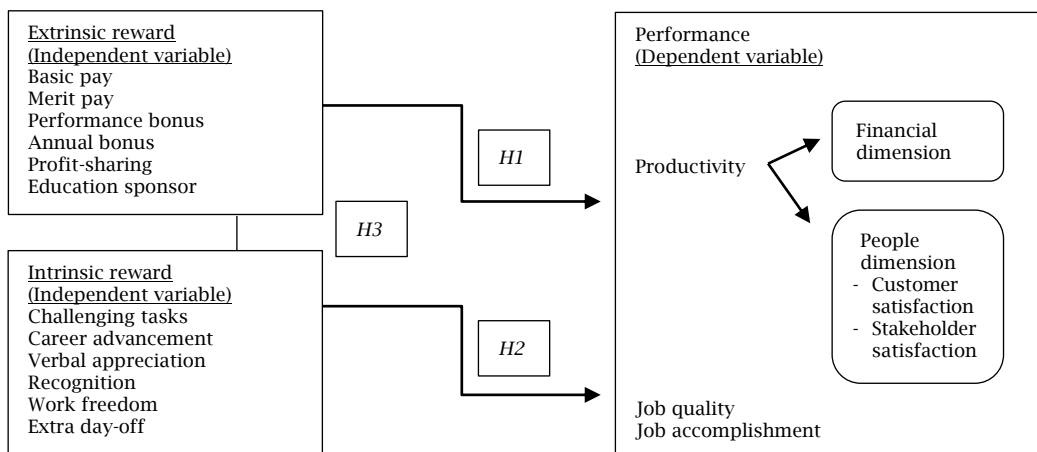 Extrinsic reward
(Independent variable)
Basic pay
Merit pay
Performance bonus
Annual bonus
Profit-sharing
Education sponsor
H1
H3
Intrinsic reward
(Independent variable)
Challenging tasks
Career advancement
Verbal appreciation
Recognition
Work freedom
Extra day-off
H2
Performance
(Dependent variable)
Productivity
Financial
dimension
People
dimension
- Customer
satisfaction
- Stakeholder
satisfaction
Job quality
Job accomplishment